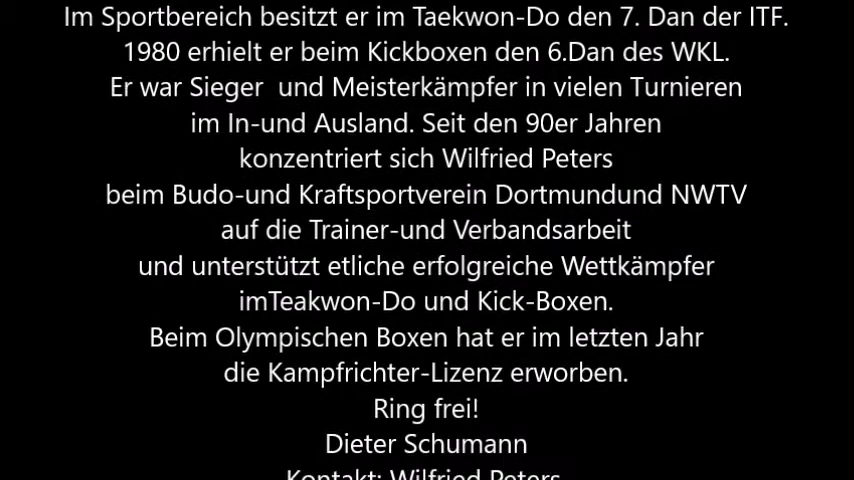 Im Sportbereich besitzt er im Taekwon-Do den 7. Dan der ITF.
1980 erhielt er beim Kickboxen den 6.Dan des WKL.
Er war Sieger  und Meisterkämpfer in vielen Turnieren
im In-und Ausland. Seit den 90er Jahren
konzentriert sich Wilfried Peters
beim Budo-und Kraftsportverein Dortmundund NWTV
auf die Trainer-und Verbandsarbeit
und unterstützt etliche erfolgreiche Wettkämpfer
imTeakwon-Do und Kick-Boxen.
Beim Olympischen Boxen hat er im letzten Jahr
die Kampfrichter-Lizenz erworben.
Ring frei!
Dieter Schumann
Kontakt: Wilfried Peters